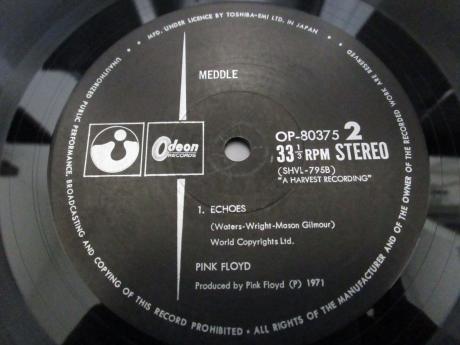 MFD. UNDER LICENCE BY TOSHIBA-EMI LTD. IN JAPAN •
UNAUTHORIZED PUBLIC PERFORMANCE, BROADCASTING AND COPYING OF THIS RECORD PROHIBITED • ALL RIGHTS OF THE MANUFACTURER AND OF THE OWNER OF THE RECORDED WORK ARE RESERVED •
MEDDLE
Odeon
RECORDS
OP-80375 2
33 1/3 RPM STEREO
(SHVL-795B)
"A HARVEST RECORDING"
1. ECHOES
(Waters-Wright-Mason Gilmour)
World Copyrights Ltd.
PINK FLOYD
Produced by Pink Floyd (P) 1971